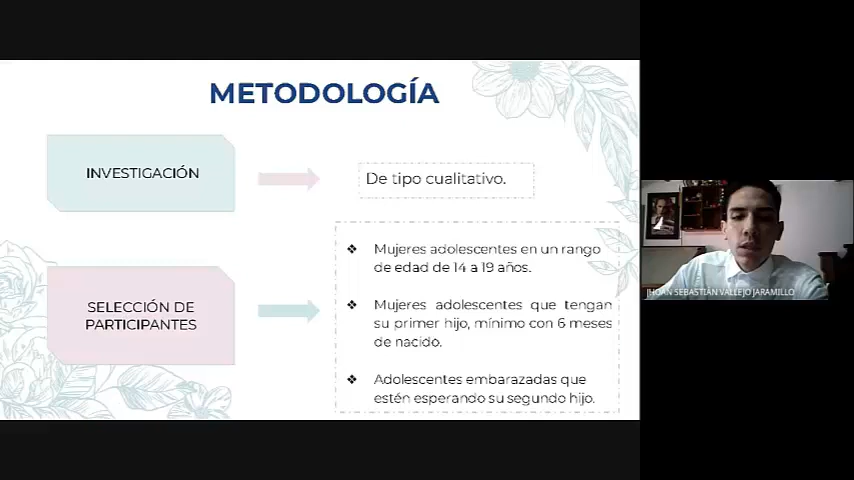 METODOLOGÍA
INVESTIGACIÓN
De tipo cualitativo.
SELECCIÓN DE
PARTICIPANTES
❖ Mujeres adolescentes en un rango
de edad de 14 a 19 años.
❖ Mujeres adolescentes que tengan
su primer hijo, mínimo con 6 meses
de nacido.
❖ Adolescentes embarazadas que
estén esperando su segundo hijo.
JHOAN SEBASTIÁN VALLEJO JARAMILLO